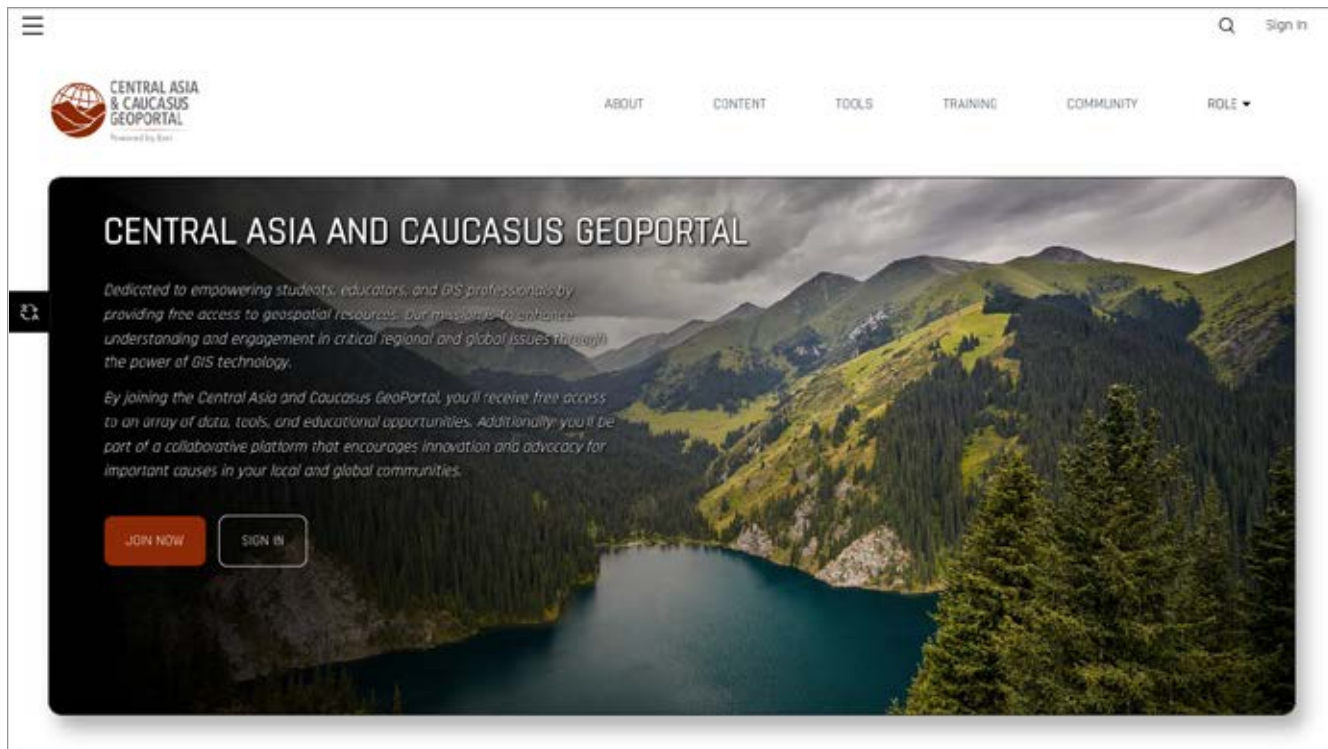 Sign In
CENTRAL ASIA
& CAUCASUS
GEOPORTAL
Powered by Esri
ABOUT
CONTENT
TOOLS
TRAINING
COMMUNITY
ROLE
CENTRAL ASIA AND CAUCASUS GEOPORTAL
Dedicated to empowering students, educators, and GIS professionals by
providing free access to geospatial resources. Our mission is to enhance
understanding and engagement in critical regional and global issues through
the power of GIS technology.
By joining the Central Asia and Caucasus GeoPortal, you'll receive free access
to an array of data, tools, and educational opportunities. Additionally, you'll be
part of a collaborative platform that encourages innovation and advocacy for
important causes in your local and global communities.
JOIN NOW
SIGN IN